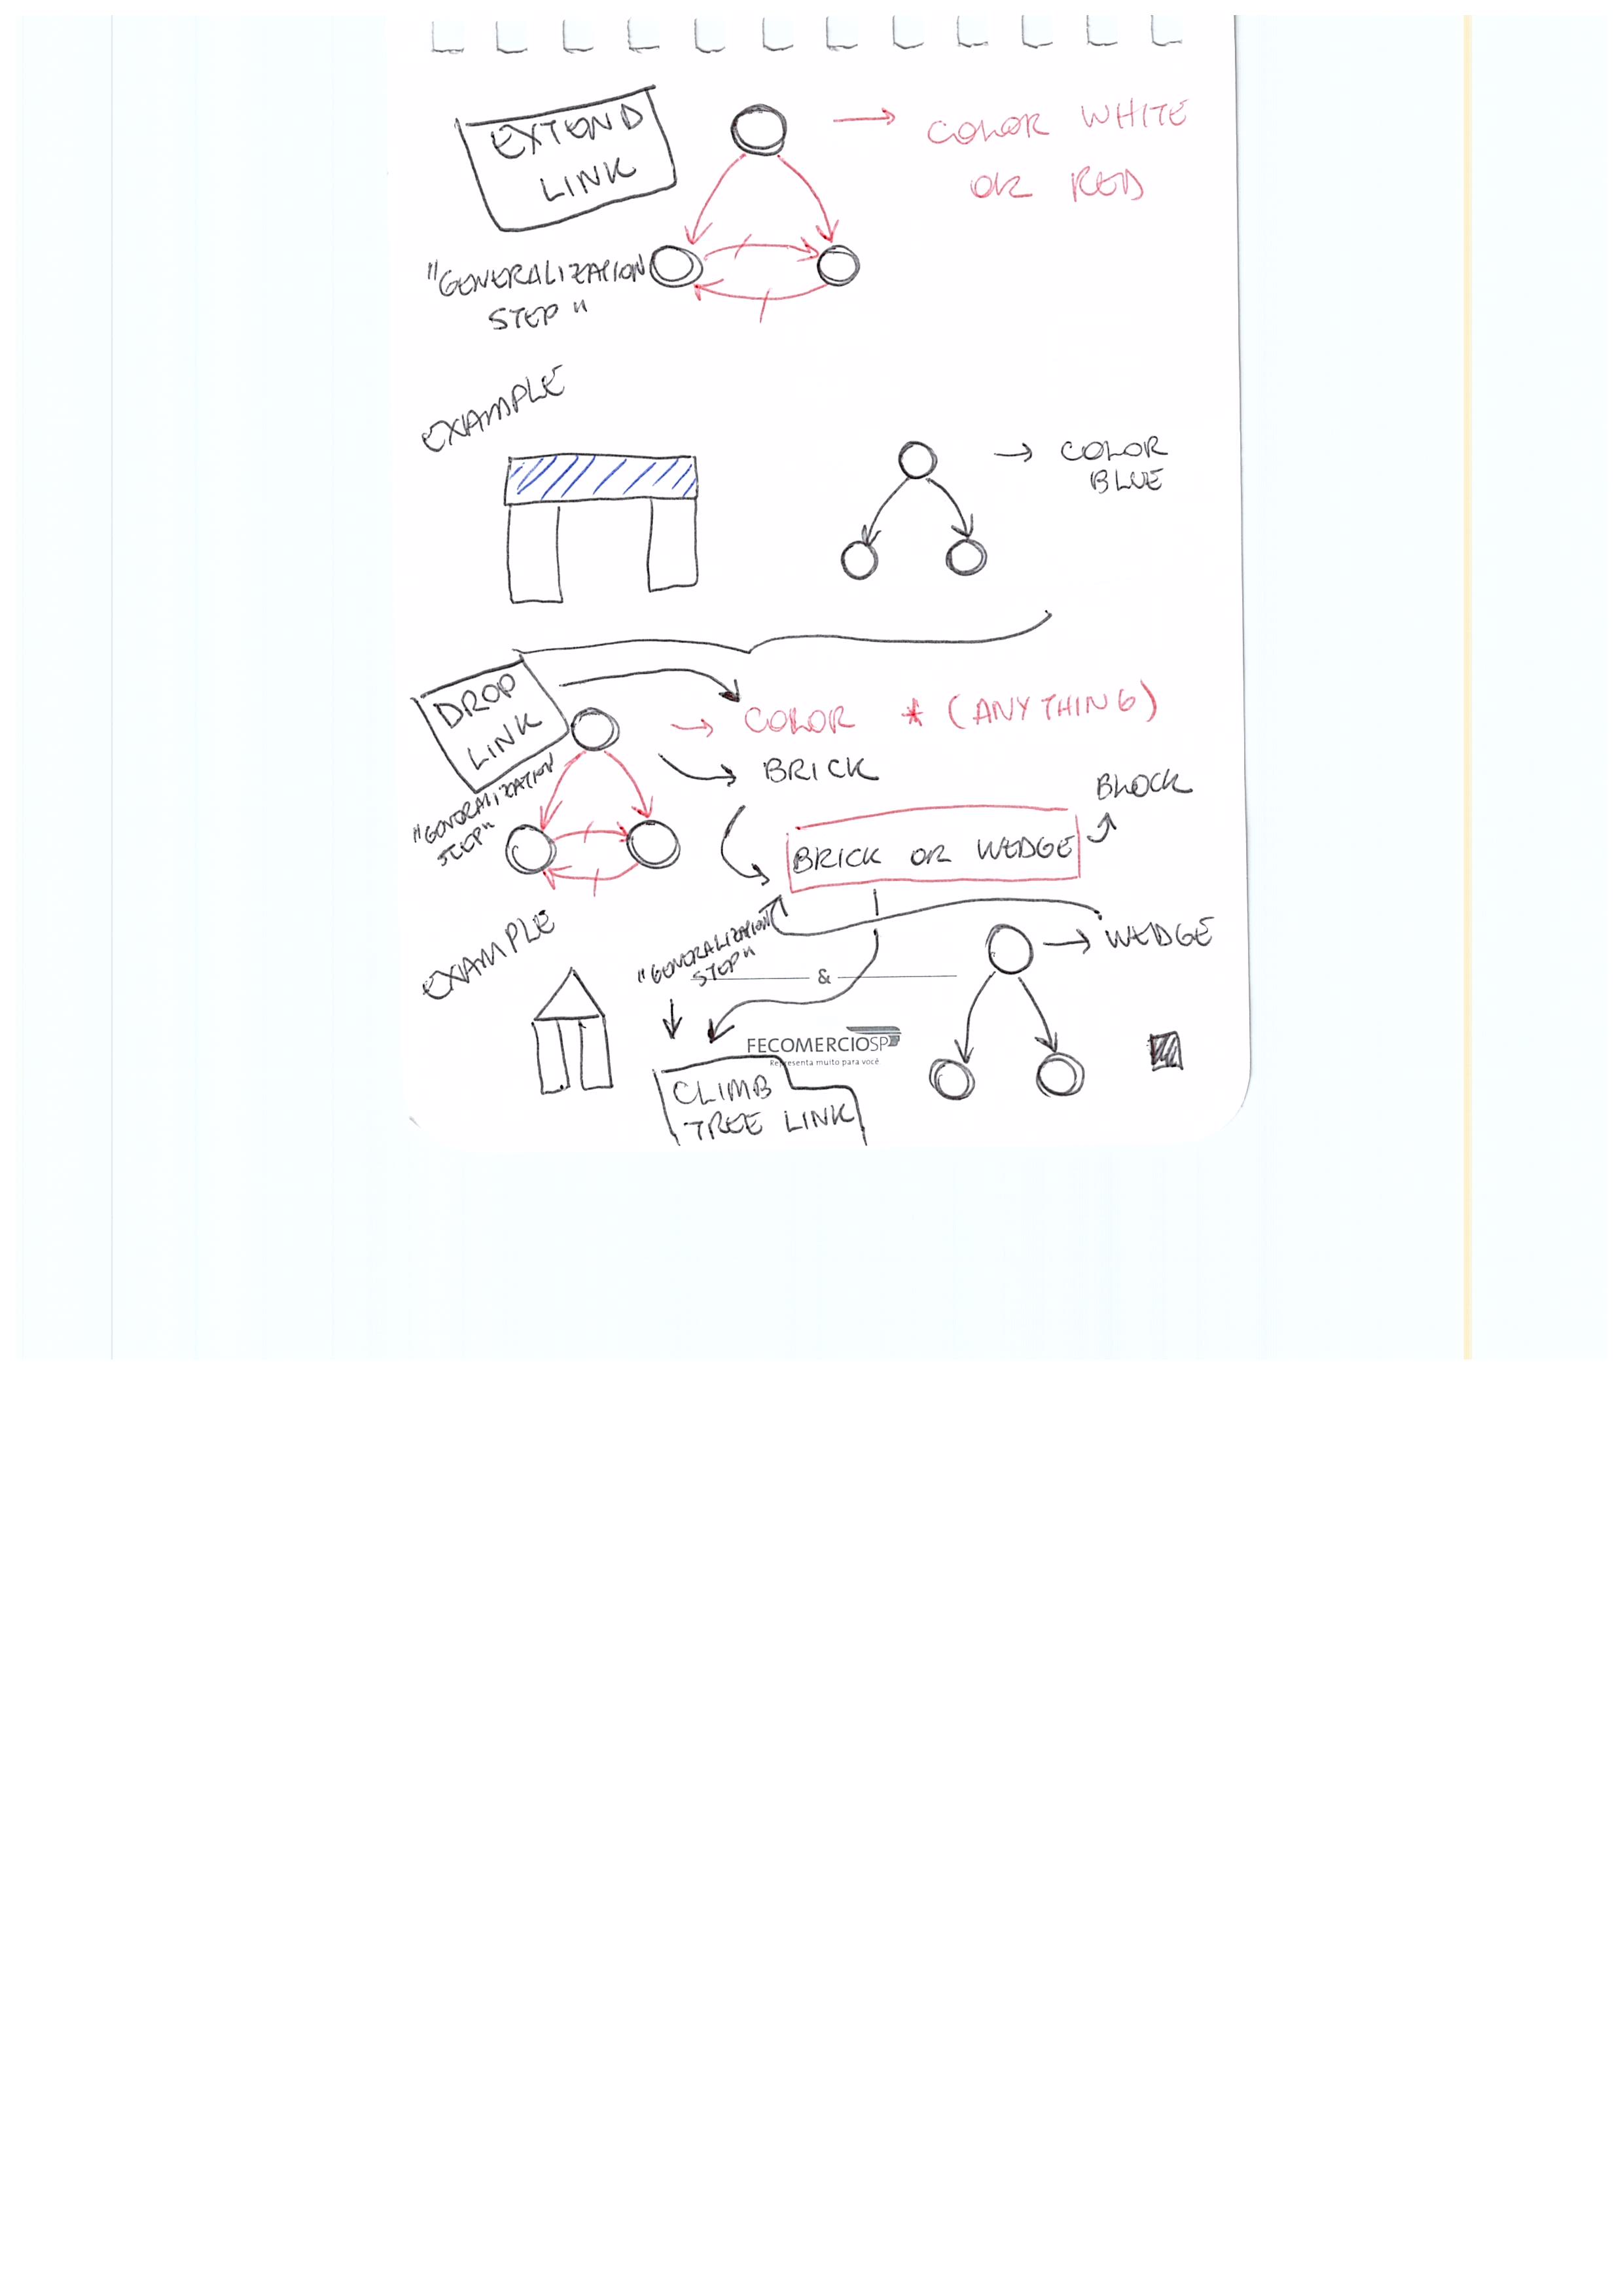 EXTEND
LINK
COLOR WHITE
OR RED
"GENERALIZATION
STEP"
EXAMPLE
COLOR
BLUE
DROP
LINK
COLOR * (ANYTHING)
BRICK
"GENERALIZATION
STEP"
BLOCK
BRICK OR WEDGE
EXAMPLE
"GENERALIZATION
STEP"
WEDGE
&
FECOMERCIOSP
Representa muito para você
CLIMB
TREE LINK